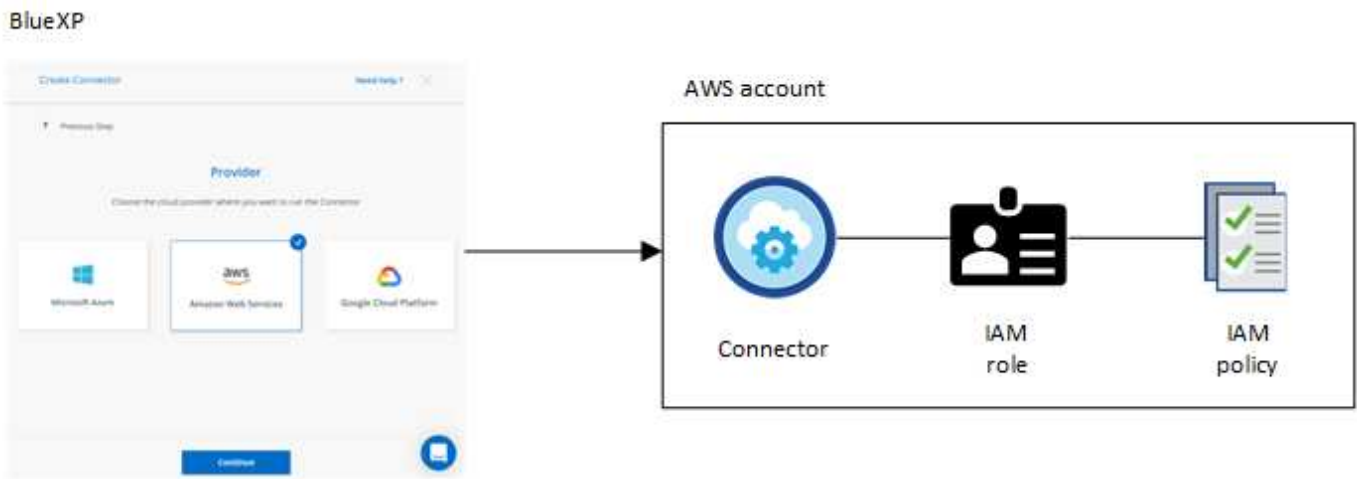 BlueXP
Create Connector
Need help?
Previous Step
Provider
Choose the cloud provider where you want to run the Connector
aws
Microsoft Azure
Amazon Web Services
Google Cloud Platform
Continue
AWS account
Connector
IAM
role
IAM
policy